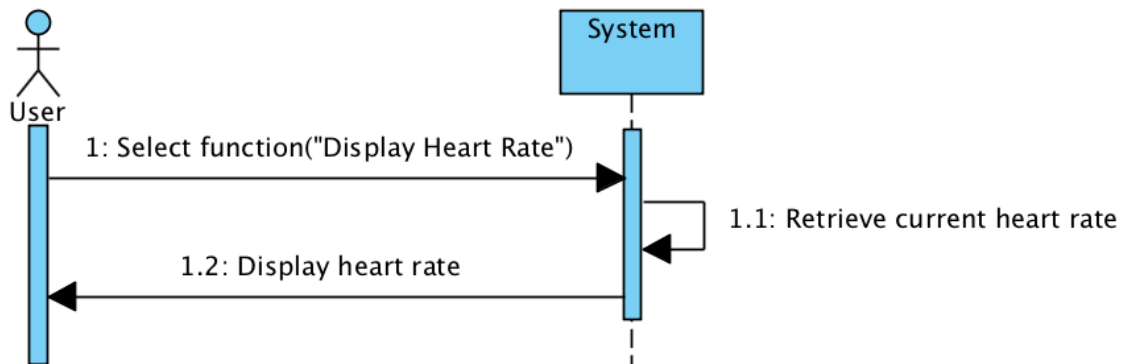 System
User
1: Select function("Display Heart Rate")
1.1: Retrieve current heart rate
1.2: Display heart rate